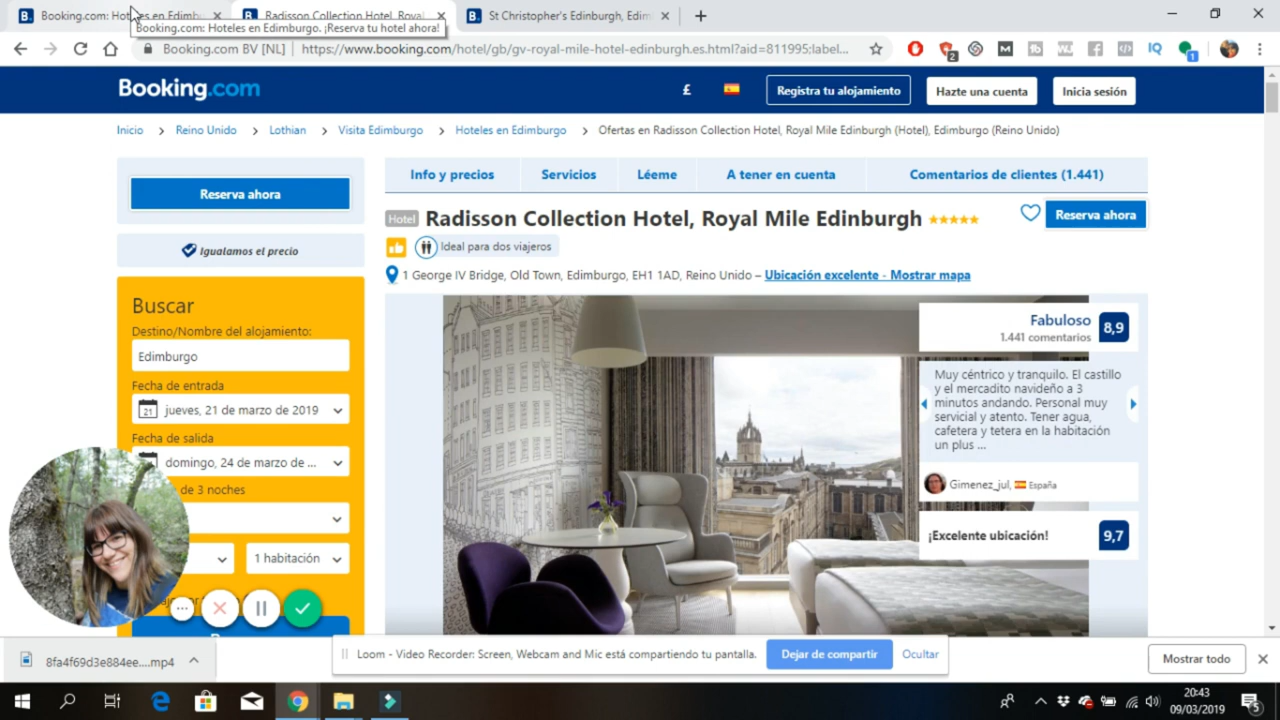 Booking.com: Hoteles en Edimbu
Radisson Collection Hotel, Royal
St Christopher's Edinburgh, Edim
Booking.com: Hoteles en Edimburgo. ¡Reserva tu hotel ahora!
Booking.com BV [NL] | https://www.booking.com/hotel/gb/gv-royal-mile-hotel-edinburgh.es.html?aid=811995:label...
Booking.com
£
Registra tu alojamiento
Hazte una cuenta
Inicia sesión
Inicio > Reino Unido > Lothian > Visita Edimburgo > Hoteles en Edimburgo > Ofertas en Radisson Collection Hotel, Royal Mile Edinburgh (Hotel), Edimburgo (Reino Unido)
Reserva ahora
Info y precios
Servicios
Léeme
A tener en cuenta
Comentarios de clientes (1.441)
Hotel Radisson Collection Hotel, Royal Mile Edinburgh
Reserva ahora
Igualamos el precio
Ideal para dos viajeros
1 George IV Bridge, Old Town, Edimburgo, EH1 1AD, Reino Unido – Ubicación excelente - Mostrar mapa
Buscar
Destino/Nombre del alojamiento:
Edimburgo
Fecha de entrada
21
jueves, 21 de marzo de 2019
Fecha de salida
domingo, 24 de marzo de ...
de 3 noches
1 habitación
Fabuloso
1.441 comentarios
8,9
Muy céntrico y tranquilo. El castillo
y el mercadito navideño a 3
minutos andando. Personal muy
servicial y atento. Tener agua,
cafetera y tetera en la habitación
un plus ...
Gimenez_jul, España
¡Excelente ubicación!
9,7
8fa4f69d3e884ee....mp4
Loom - Video Recorder: Screen, Webcam and Mic está compartiendo tu pantalla.
Dejar de compartir
Ocultar
Mostrar todo
20:43
09/03/2019